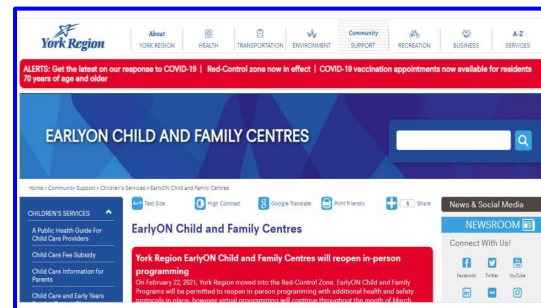 York Region
About
YORK REGION
HEALTH
TRANSPORTATION
ENVIRONMENT
Community
SUPPORT
RECREATION
BUSINESS
A-Z
SERVICES
ALERTS: Get the latest on our response to COVID-19 | Red-Control zone now in effect | COVID-19 vaccination appointments now available for residents
70 years of age and older
EARLYON CHILD AND FAMILY CENTRES
Home > Community Support > Children's Services > EarlyON Child and Family Centres
CHILDREN'S SERVICES
A Public Health Guide For
Child Care Providers
Child Care Fee Subsidy
Child Care Information for
Parents
Child Care and Early Years
Text Size
High Contrast
Google Translate
Print Friendly
5 Share
EarlyON Child and Family Centres
York Region EarlyON Child and Family Centres will reopen in-person
programming
On February 22, 2021, York Region moved into the Red-Control Zone. EarlyON Child and Family
Programs will be permitted to reopen in-person programming with additional health and safety
protocols in place, however virtual programming will continue throughout the month of March.
News & Social Media
NEWSROOM
Connect With Us!
Facebook
Twitter
YouTube